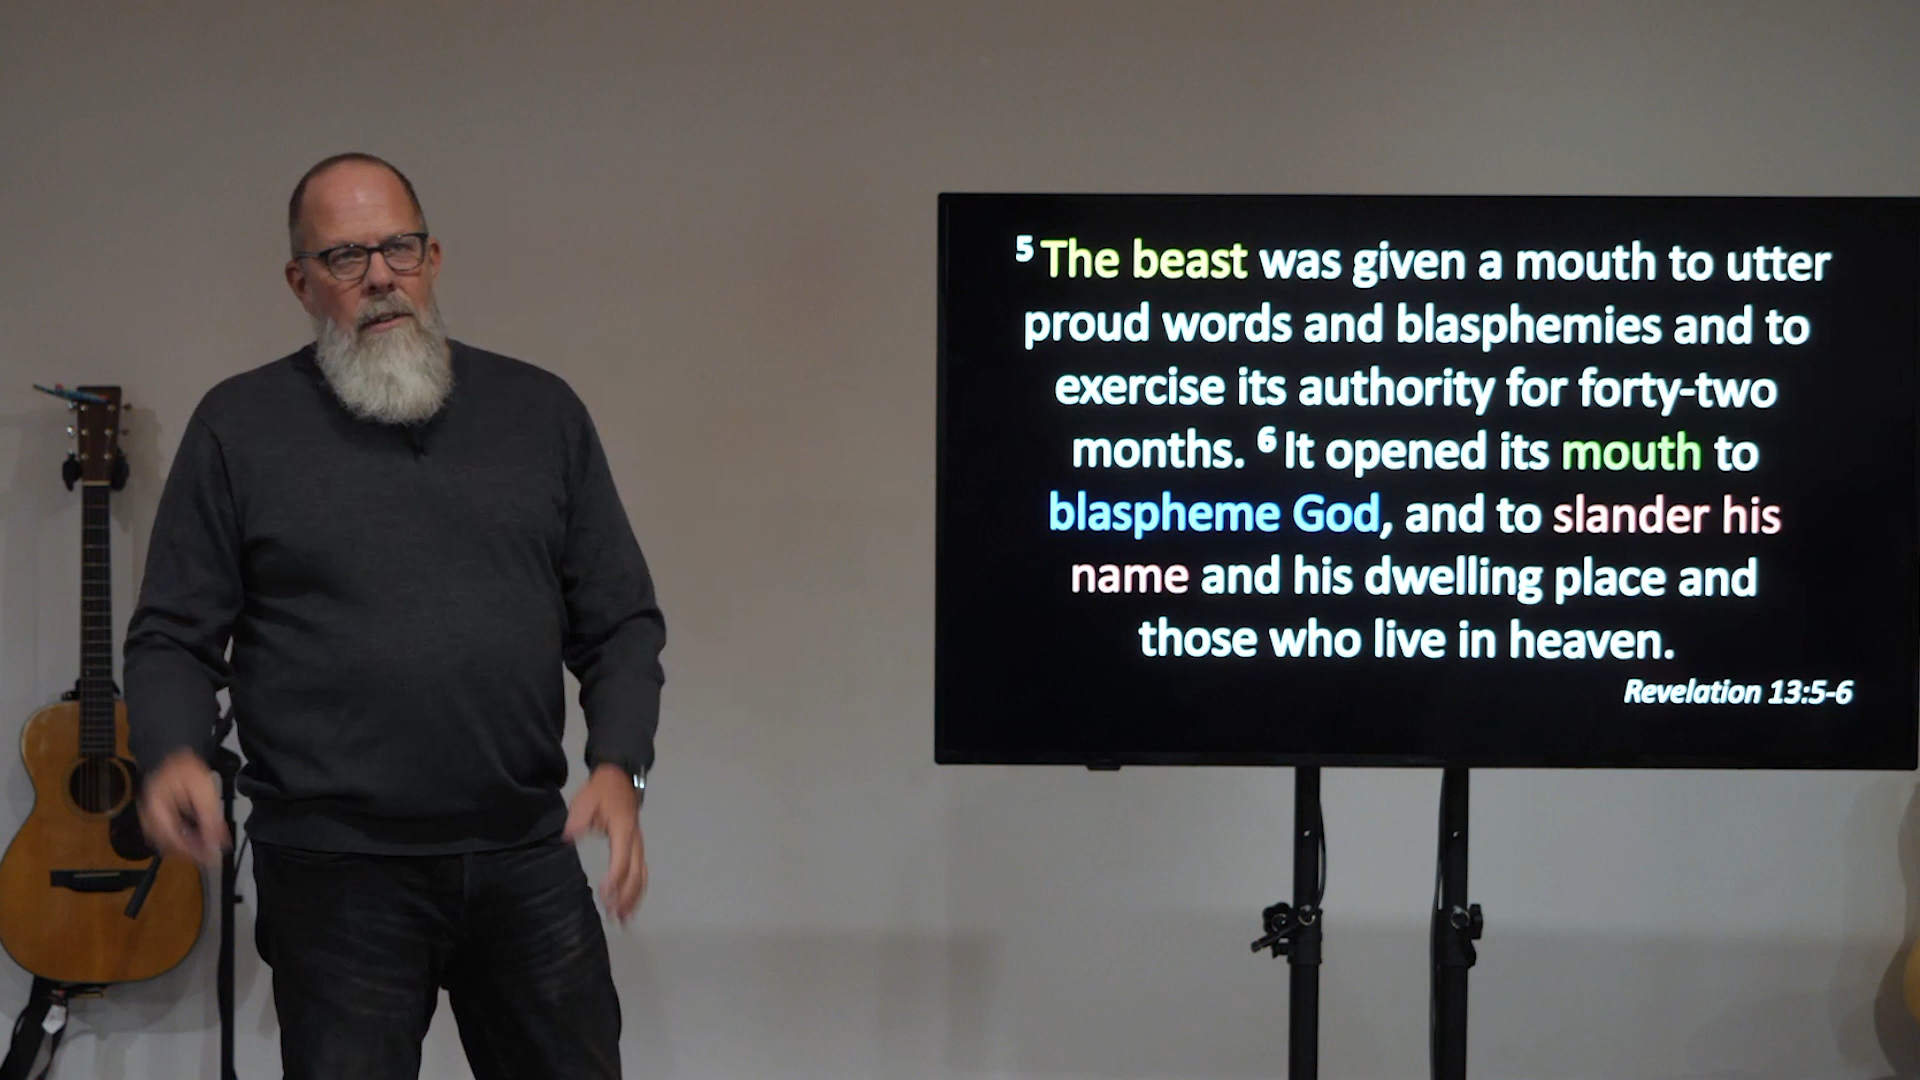 ⁵ The beast was given a mouth to utter
proud words and blasphemies and to
exercise its authority for forty-two
months. ⁶ It opened its mouth to
blaspheme God, and to slander his
name and his dwelling place and
those who live in heaven.
Revelation 13:5-6